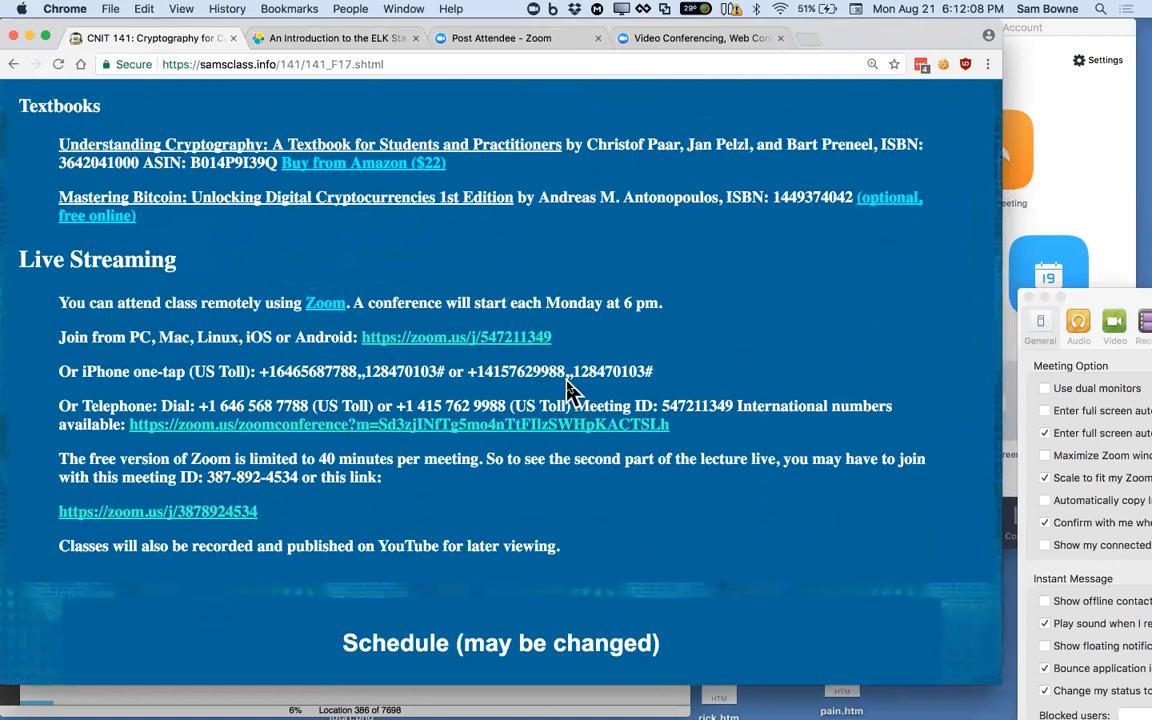 Chrome File Edit View History Bookmarks People Window Help 29° 51% Mon Aug 21 6:12:08 PM Sam Bowne
CNIT 141: Cryptography for C
An Introduction to the ELK Sta
Post Attendee - Zoom
Video Conferencing, Web Con
Account
Secure https://samsclass.info/141/141_F17.shtml
Settings
Textbooks
Understanding Cryptography: A Textbook for Students and Practitioners by Christof Paar, Jan Pelzl, and Bart Preneel, ISBN:
3642041000 ASIN: B014P9I39Q Buy from Amazon ($22)
Mastering Bitcoin: Unlocking Digital Cryptocurrencies 1st Edition by Andreas M. Antonopoulos, ISBN: 1449374042 (optional,
free online)
Live Streaming
You can attend class remotely using Zoom. A conference will start each Monday at 6 pm.
Join from PC, Mac, Linux, iOS or Android: https://zoom.us/j/547211349
Or iPhone one-tap (US Toll): +16465687788,,128470103# or +14157629988,,128470103#
Or Telephone: Dial: +1 646 568 7788 (US Toll) or +1 415 762 9988 (US Toll) Meeting ID: 547211349 International numbers
available: https://zoom.us/zoomconference?m=Sd3zjINfTg5mo4nTtFIlzSWHpKACTSLh
The free version of Zoom is limited to 40 minutes per meeting. So to see the second part of the lecture live, you may have to join
with this meeting ID: 387-892-4534 or this link:
https://zoom.us/j/3878924534
Classes will also be recorded and published on YouTube for later viewing.
Schedule (may be changed)
eeting
19
General Audio Video Rec
Meeting Option
Use dual monitors
Enter full screen aut
Enter full screen aut
Maximize Zoom wind
Scale to fit my Zoom
Automatically copy I
Confirm with me whe
Show my connected
Instant Message
Show offline contact
Play sound when I re
Show floating notific
Bounce application i
Change my status to
Blocked users:
6% Location 386 of 7698
HTM
rick.htm
HTM
pain.htm